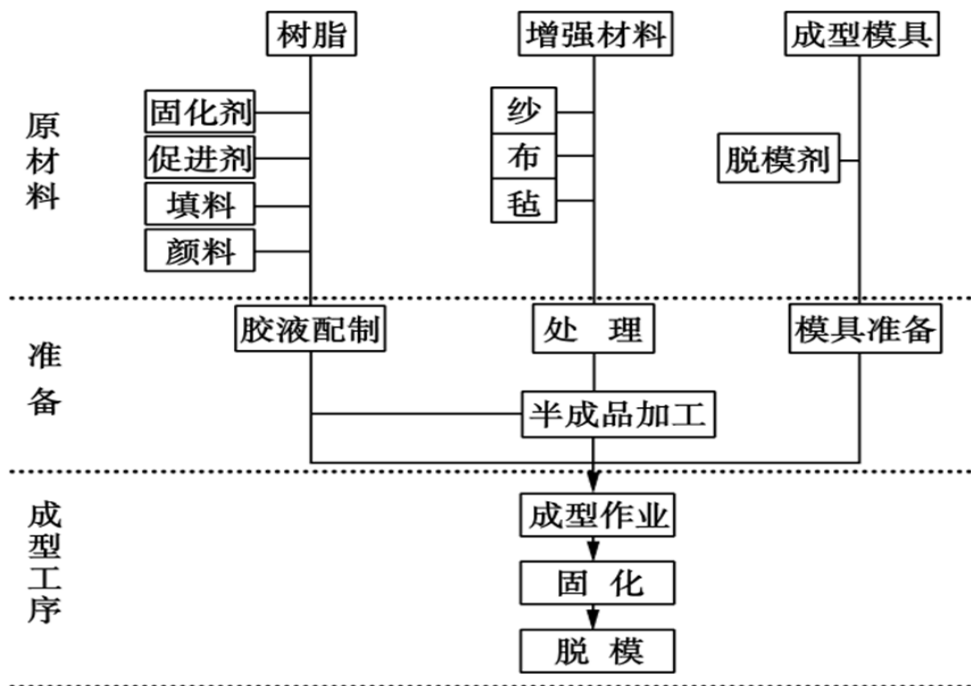 树脂
增强材料
成型模具
原材料
固化剂
促进剂
填料
颜料
纱
布
毡
脱模剂
准备
胶液配制
处 理
模具准备
半成品加工
成型工序
成型作业
固 化
脱 模